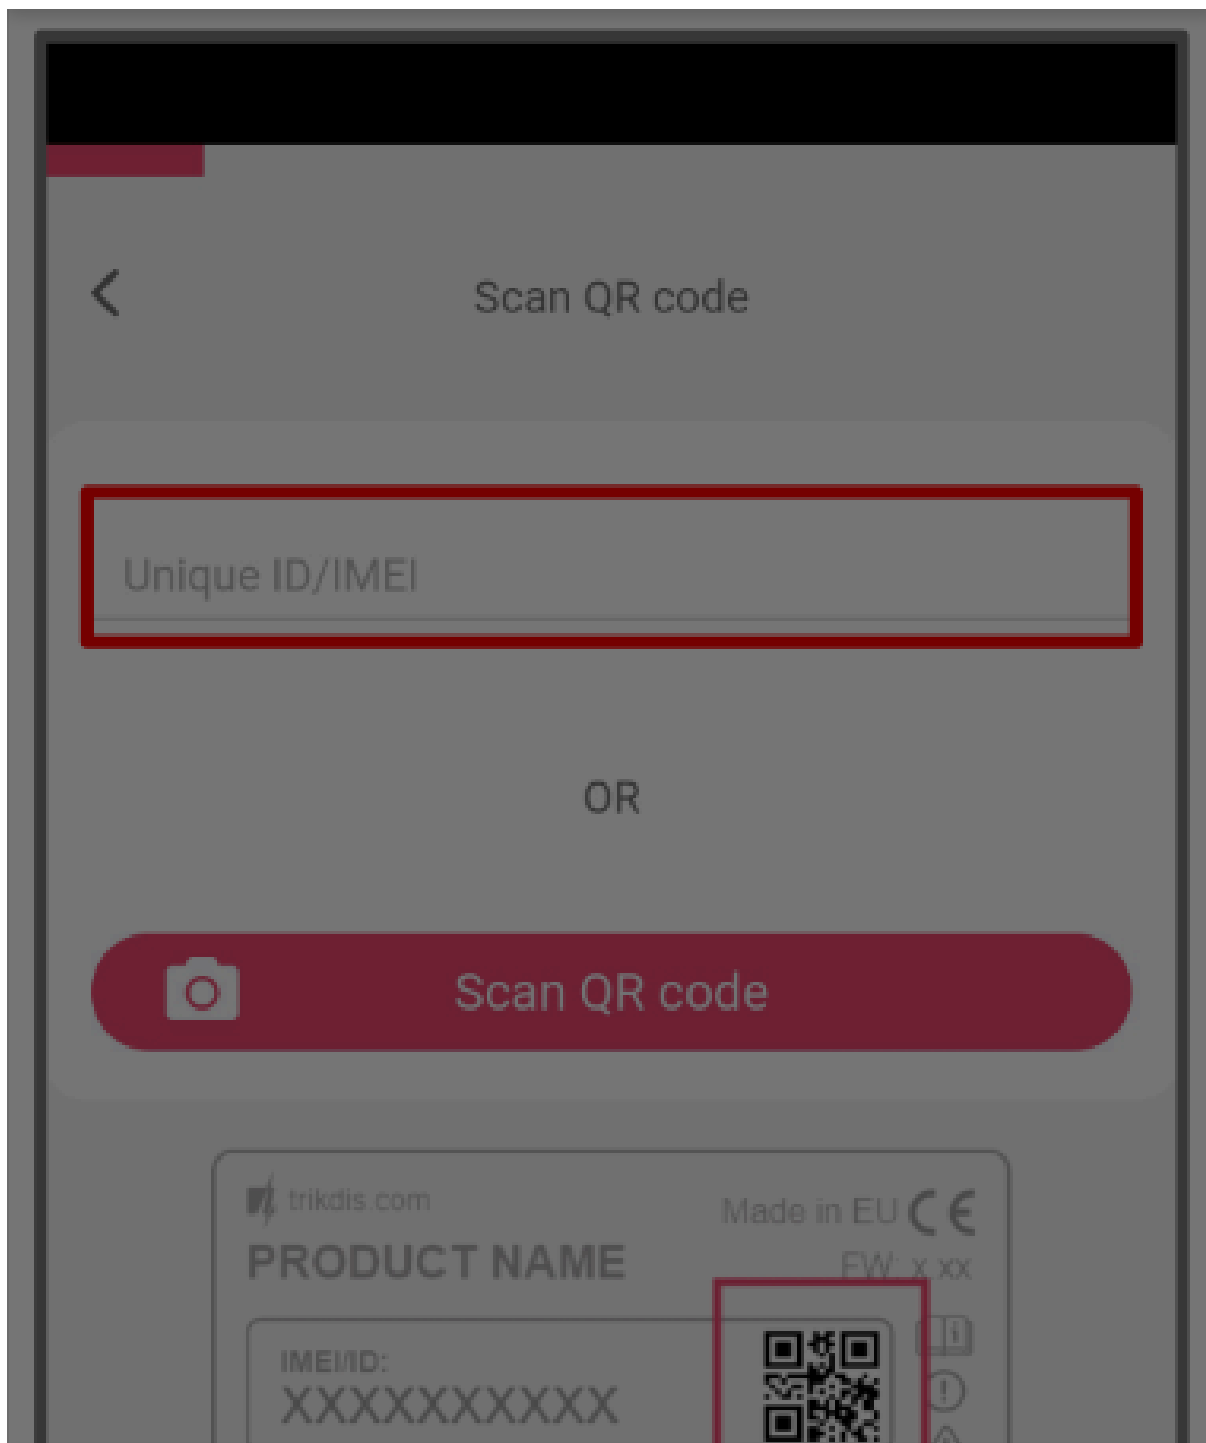 Scan QR code
Unique ID/IMEI
OR
Scan QR code
trikdis.com
Made in EU CE
PRODUCT NAME
FW: x.xx
IMEI/ID:
XXXXXXXXXX